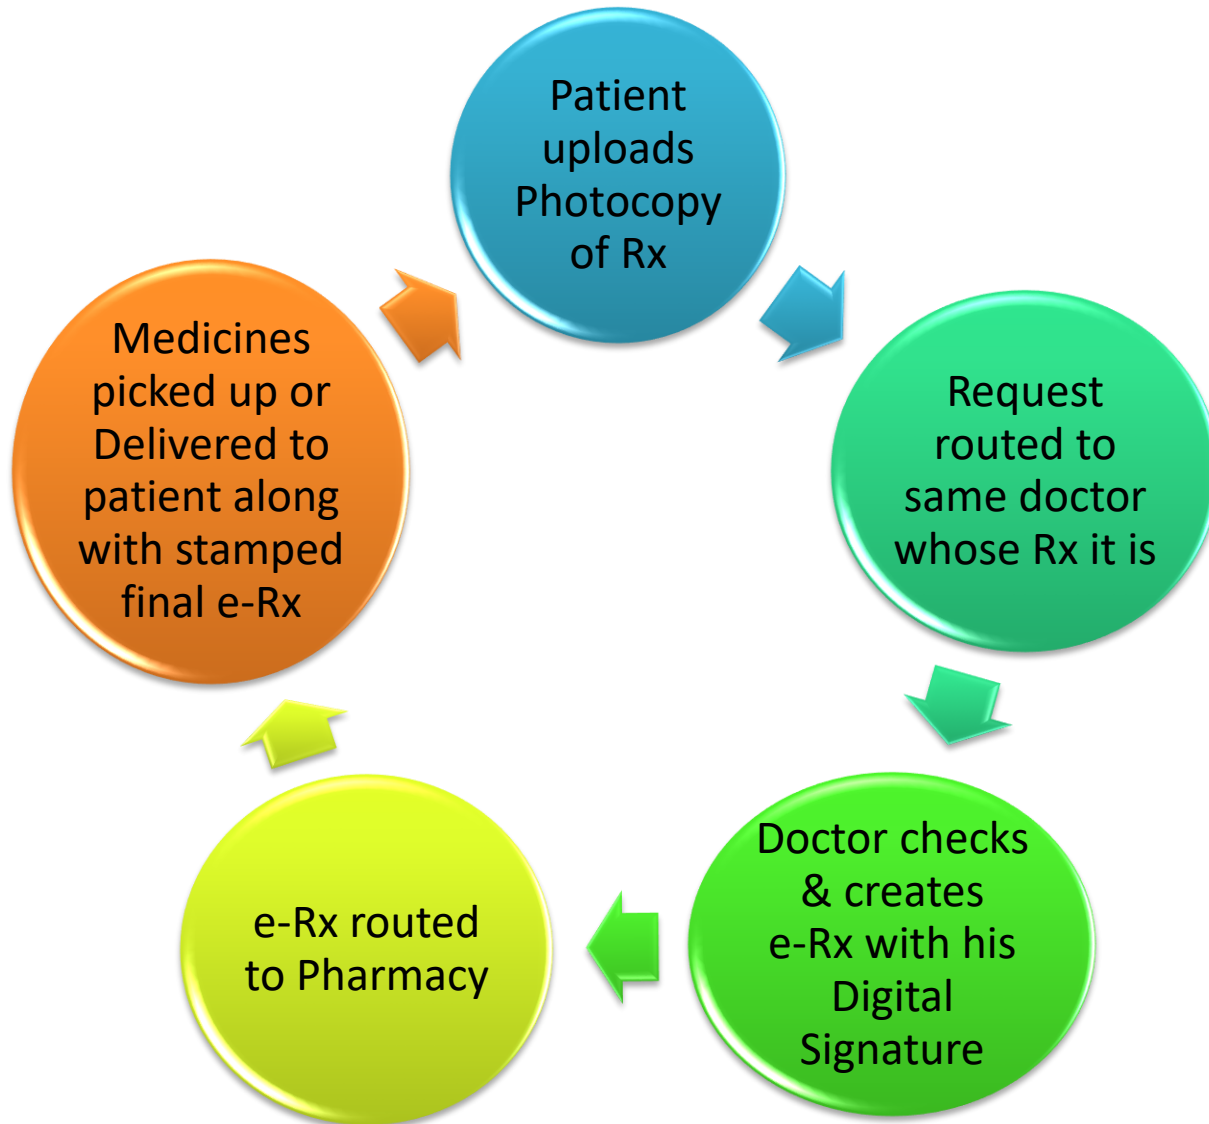 Patient
uploads
Photocopy
of Rx
Request
routed to
same doctor
whose Rx it is
Doctor checks
& creates
e-Rx with his
Digital
Signature
e-Rx routed
to Pharmacy
Medicines
picked up or
Delivered to
patient along
with stamped
final e-Rx